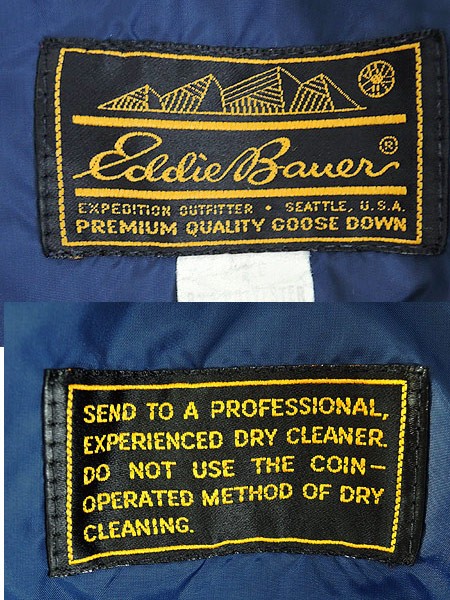 Eddie Bauer®
EXPEDITION OUTFITTER • SEATTLE, U.S.A.
PREMIUM QUALITY GOOSE DOWN
SEND TO A PROFESSIONAL,
EXPERIENCED DRY CLEANER.
DO NOT USE THE COIN-
OPERATED METHOD OF DRY
CLEANING.